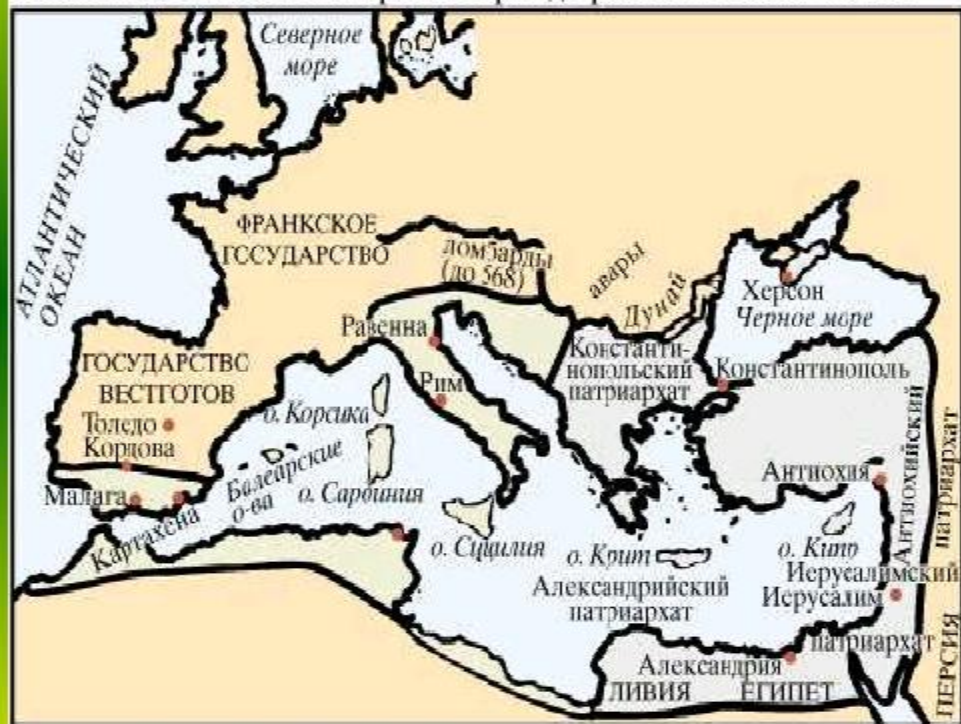 Северное
море
АТЛАНТИЧЕСКИЙ
ОКЕАН
ФРАНКСКОЕ
ГОСУДАРСТВО
ломбарды
(до 568)
авары
Дунай
Херсон
Черное море
Равенна
Константи-
нопольский
патриархат
Константинополь
ГОСУДАРСТВО
ВЕСТГОТОВ
Рим
Толедо
о. Корсика
Кордова
Балеарские
о-ва
Антиохия
Антиохийский
патриархат
Малага
о. Сардиния
Картахена
о. Сицилия
о. Крит
о. Кипр
Александрийский
патриархат
Иерусалимский
Иерусалим
патриархат
Александрия
ЛИВИЯ
ЕГИПЕТ
ПЕРСИЯ